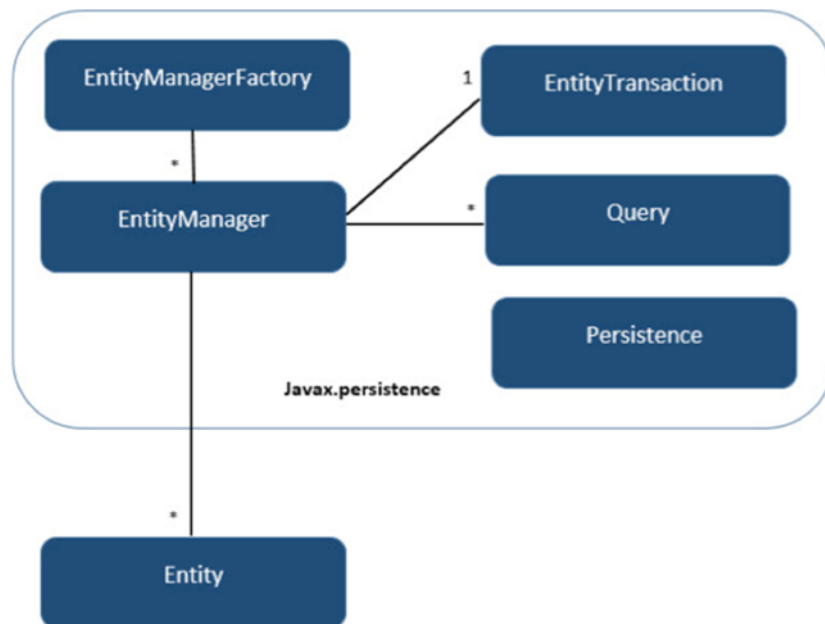 EntityManagerFactory
1
EntityTransaction
*
EntityManager
*
Query
Persistence
Javax.persistence
*
Entity